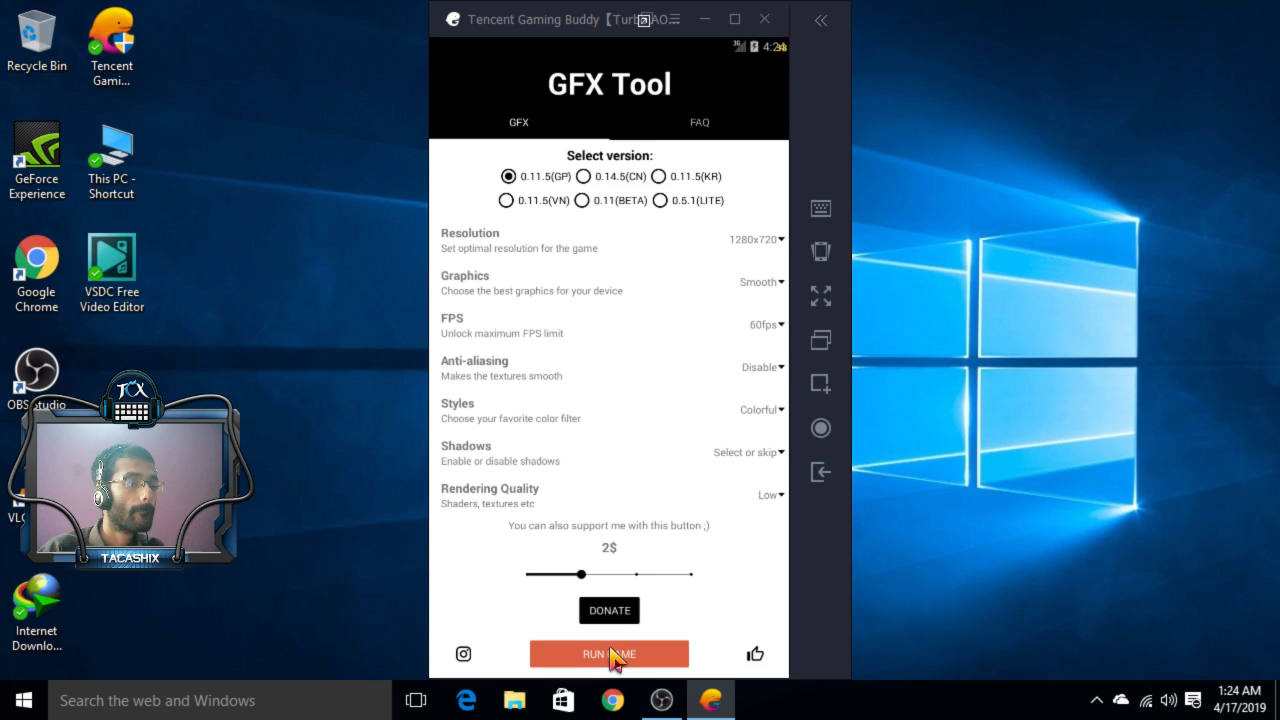 Recycle Bin
Tencent
Gami...
GeForce
Experience
This PC -
Shortcut
Google
Chrome
VSDC Free
Video Editor
OBS Studio
TCX
TACASHIX
Internet
Downlo...
Tencent Gaming Buddy【Turb AO...
3G
GFX Tool
GFX
FAQ
Select version:
0.11.5(GP) 0.14.5(CN) 0.11.5(KR)
0.11.5(VN) 0.11(BETA) 0.5.1(LITE)
Resolution
Set optimal resolution for the game
1280x720
Graphics
Choose the best graphics for your device
Smooth
FPS
Unlock maximum FPS limit
60fps
Anti-aliasing
Makes the textures smooth
Disable
Styles
Choose your favorite color filter
Colorful
Shadows
Enable or disable shadows
Select or skip
Rendering Quality
Shaders, textures etc
Low
You can also support me with this button ;)
2$
DONATE
RUN GAME
Search the web and Windows
1:24 AM
4/17/2019